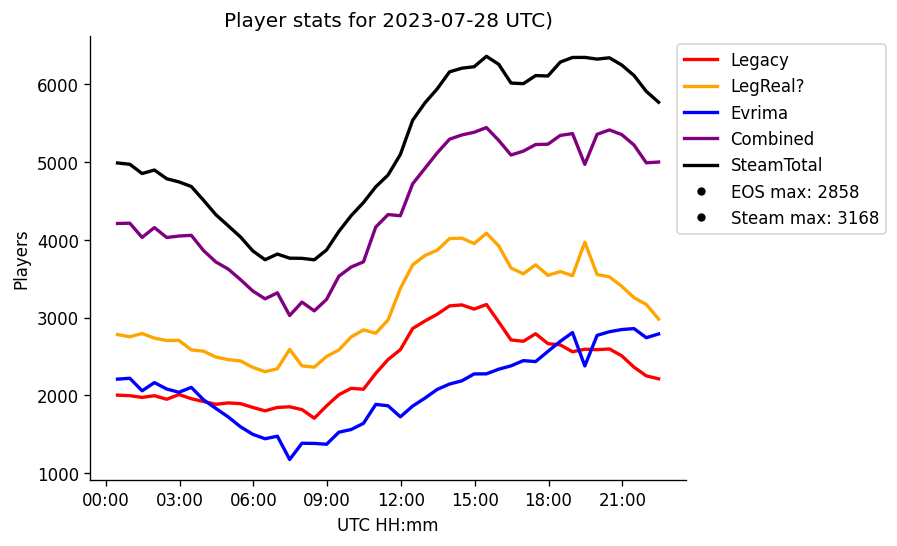 Player stats for 2023-07-28 UTC)
Legacy
LegReal?
Evrima
Combined
SteamTotal
EOS max: 2858
Steam max: 3168
Players
6000
5000
4000
3000
2000
1000
00:00 03:00 06:00 09:00 12:00 15:00 18:00 21:00
UTC HH:mm